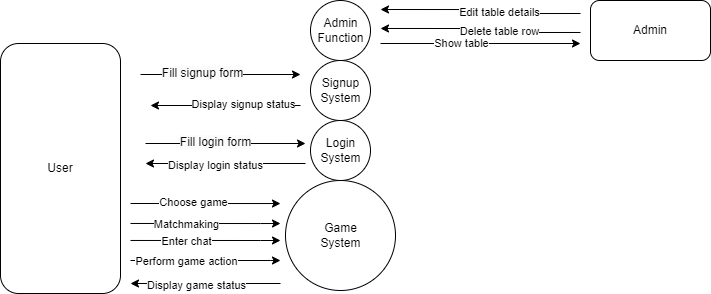 Admin
Function
Edit table details
Delete table row
Show table
Admin
Fill signup form
Signup
System
Display signup status
Fill login form
Login
System
Display login status
User
Choose game
Matchmaking
Enter chat
Perform game action
Display game status
Game
System